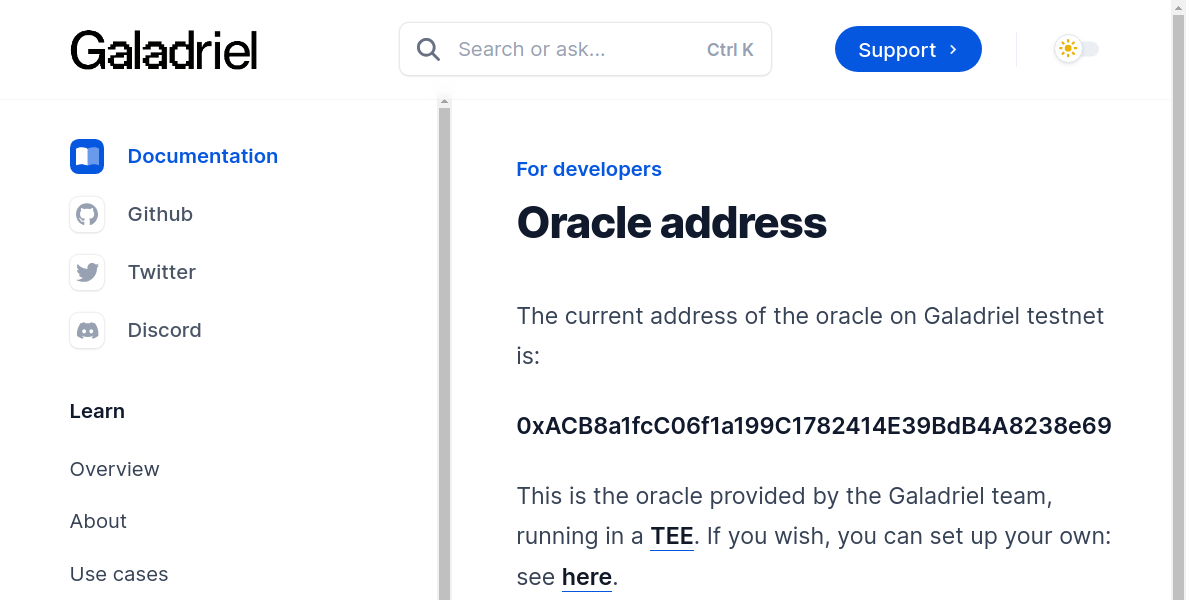 Galadriel
Search or ask...
Ctrl K
Support
Documentation
Github
Twitter
Discord
Learn
Overview
About
Use cases
For developers
Oracle address
The current address of the oracle on Galadriel testnet
is:
0xACB8a1fcC06f1a199C1782414E39BdB4A8238e69
This is the oracle provided by the Galadriel team,
running in a TEE. If you wish, you can set up your own:
see here.